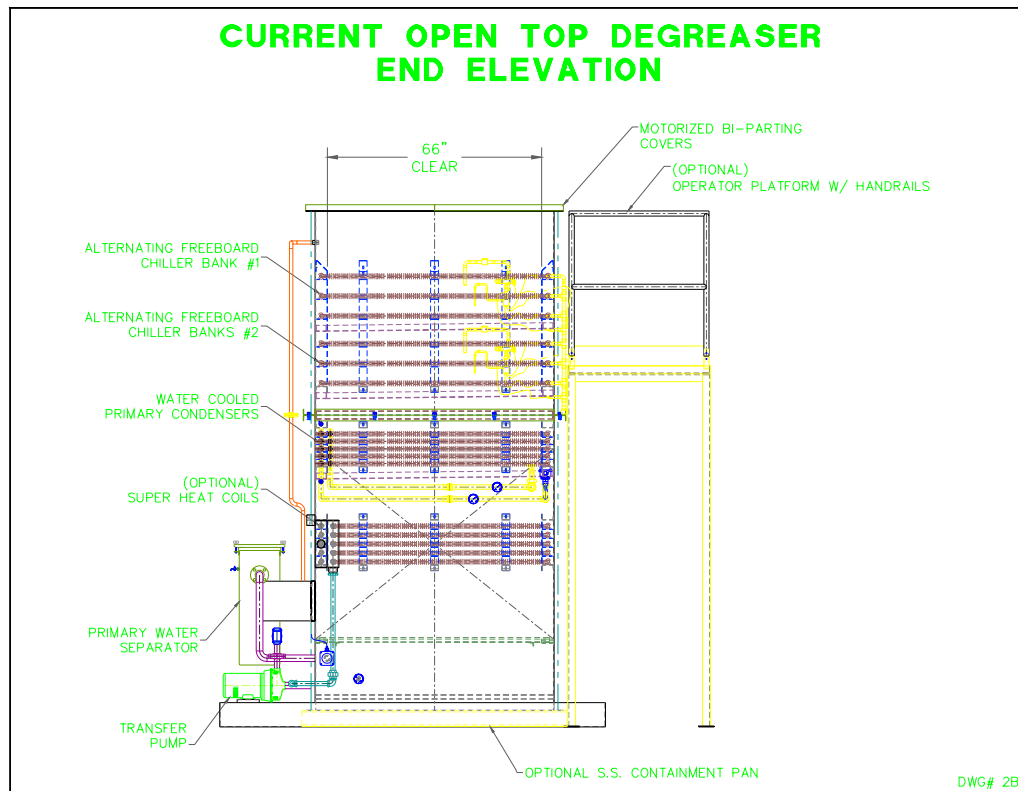 CURRENT OPEN TOP DEGREASER
END ELEVATION
66"
CLEAR
MOTORIZED BI-PARTING
COVERS
(OPTIONAL)
OPERATOR PLATFORM W/ HANDRAILS
ALTERNATING FREEBOARD
CHILLER BANK #1
ALTERNATING FREEBOARD
CHILLER BANKS #2
WATER COOLED
PRIMARY CONDENSERS
(OPTIONAL)
SUPER HEAT COILS
PRIMARY WATER
SEPARATOR
TRANSFER
PUMP
OPTIONAL S.S. CONTAINMENT PAN
DWG# 2B